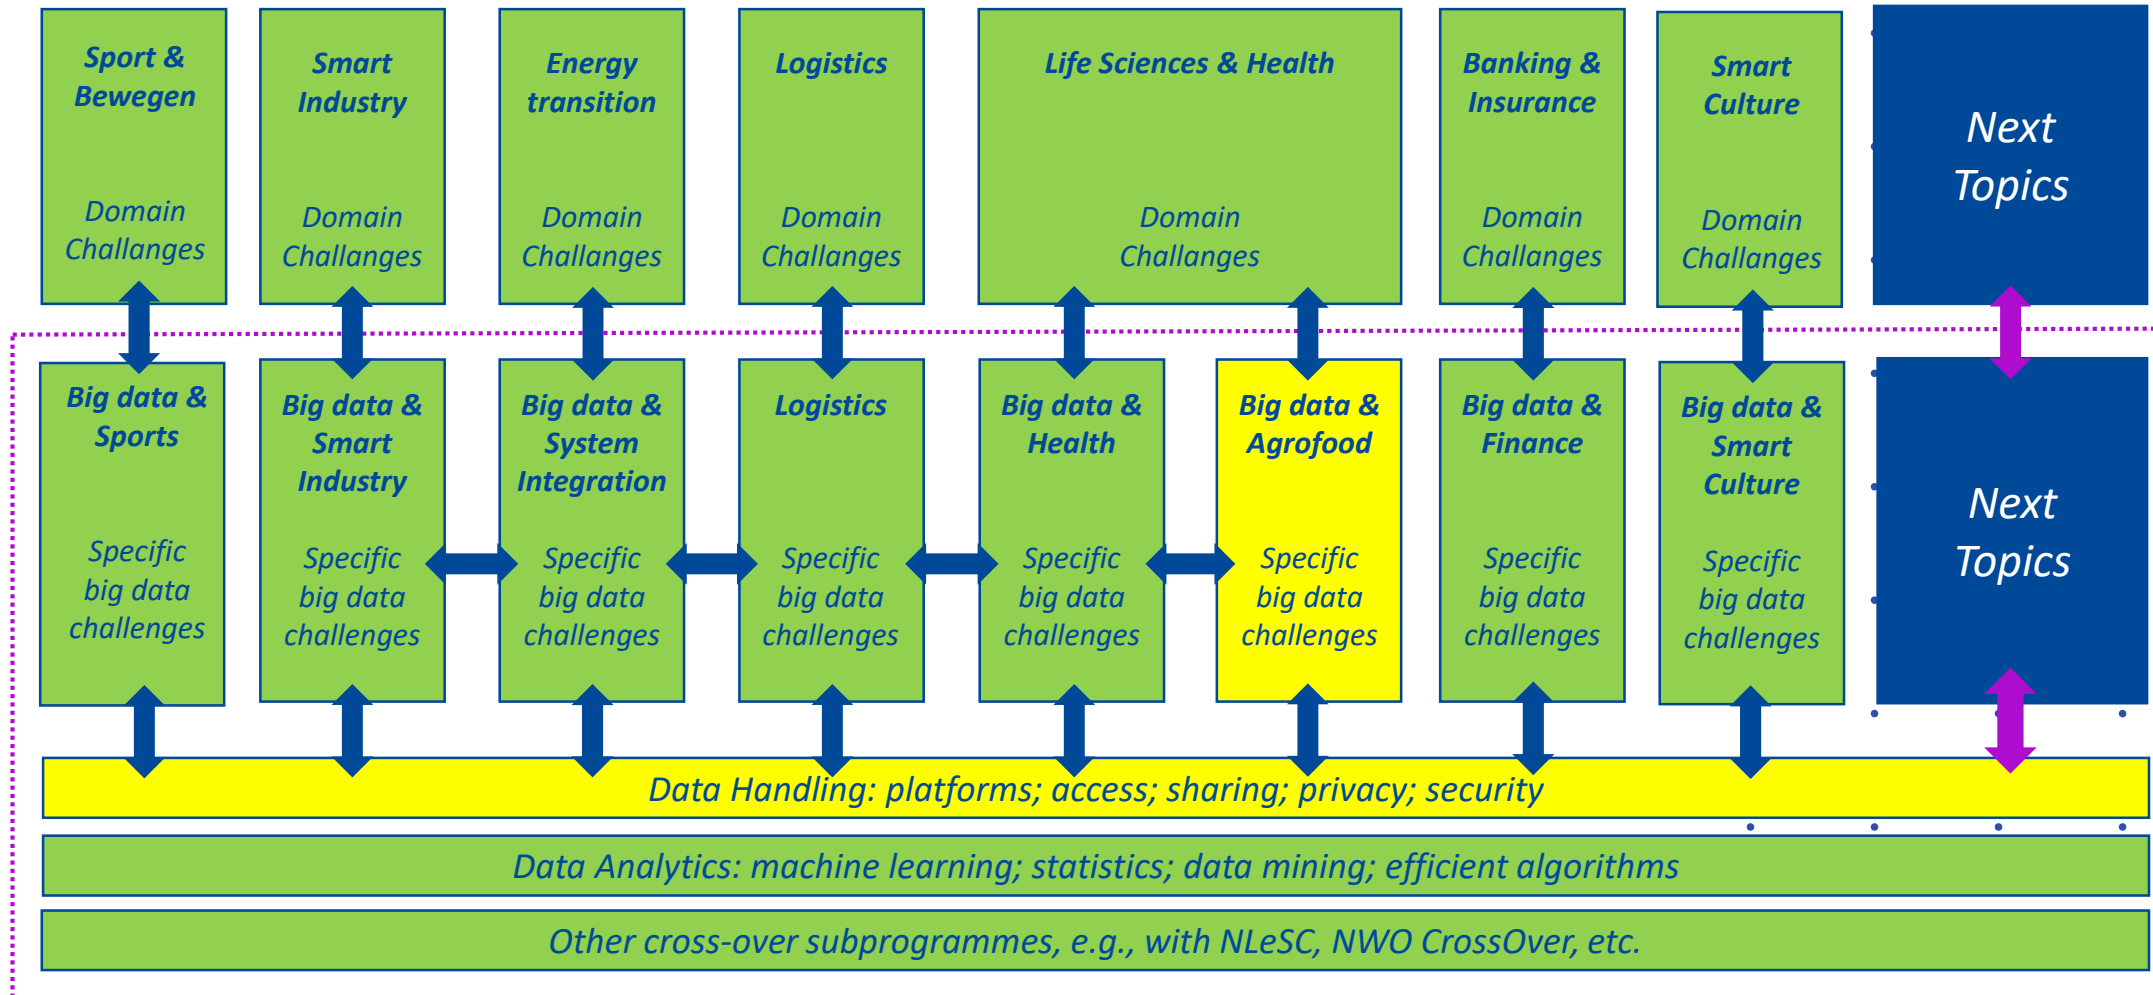 Sport &
Bewegen
Domain
Challanges
Smart
Industry
Domain
Challanges
Energy
transition
Domain
Challanges
Logistics
Domain
Challanges
Life Sciences & Health
Domain
Challanges
Banking &
Insurance
Domain
Challanges
Smart
Culture
Domain
Challanges
Next
Topics
Big data &
Sports
Specific
big data
challenges
Big data &
Smart
Industry
Specific
big data
challenges
Big data &
System
Integration
Specific
big data
challenges
Logistics
Specific
big data
challenges
Big data &
Health
Specific
big data
challenges
Big data &
Agrofood
Specific
big data
challenges
Big data &
Finance
Specific
big data
challenges
Big data &
Smart
Culture
Specific
big data
challenges
Next
Topics
Data Handling: platforms; access; sharing; privacy; security
Data Analytics: machine learning; statistics; data mining; efficient algorithms
Other cross-over subprogrammes, e.g., with NLeSC, NWO CrossOver, etc.